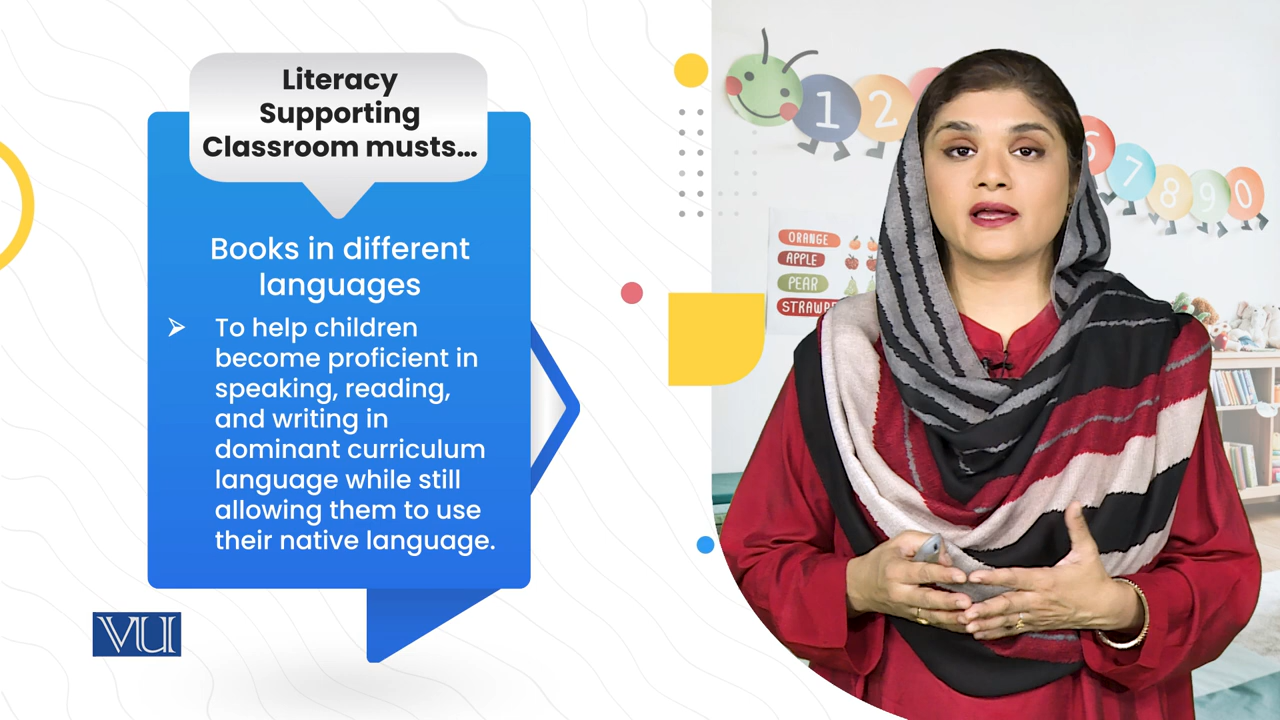 Literacy
Supporting
Classroom musts...
Books in different
languages
➢ To help children
become proficient in
speaking, reading,
and writing in
dominant curriculum
language while still
allowing them to use
their native language.
VU
1 2
6 7 8 9 0
ORANGE
APPLE
PEAR